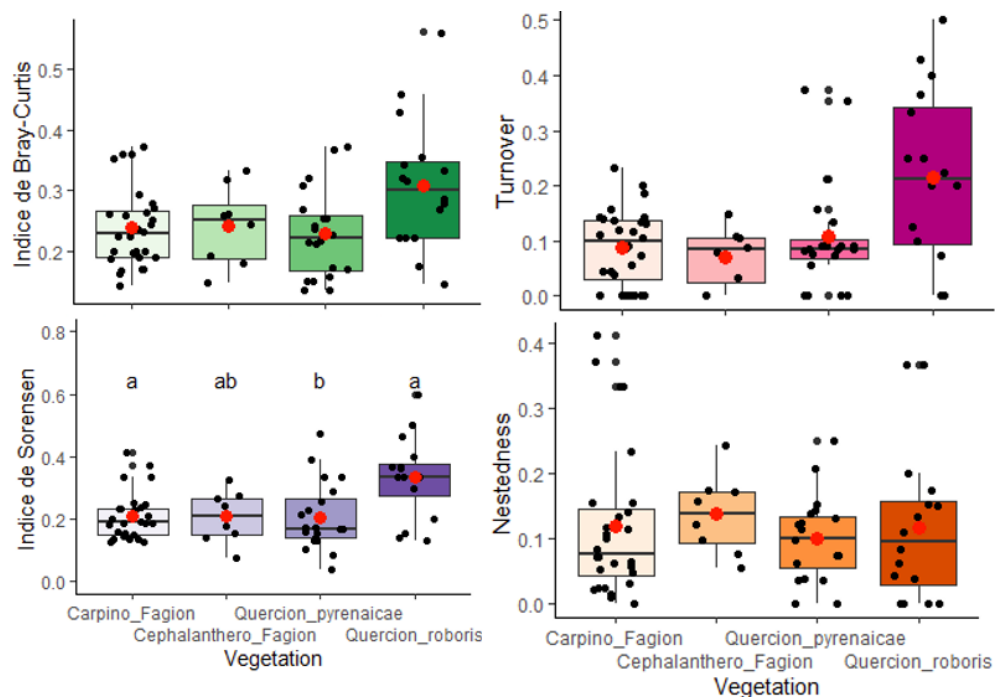 Indice de Bray-Curtis
0.5
0.4
0.3
0.2
Turnover
0.5
0.4
0.3
0.2
0.1
0.0
Indice de Sorensen
0.8
0.6
0.4
0.2
0.0
a ab b a
Carpino_Fagion Quercion_pyrenaicae
Cephalanthero_Fagion Quercion_roboris
Vegetation
Nestedness
0.4
0.3
0.2
0.1
0.0
Carpino_Fagion Quercion_pyrenaicae
Cephalanthero_Fagion Quercion_roboris
Vegetation